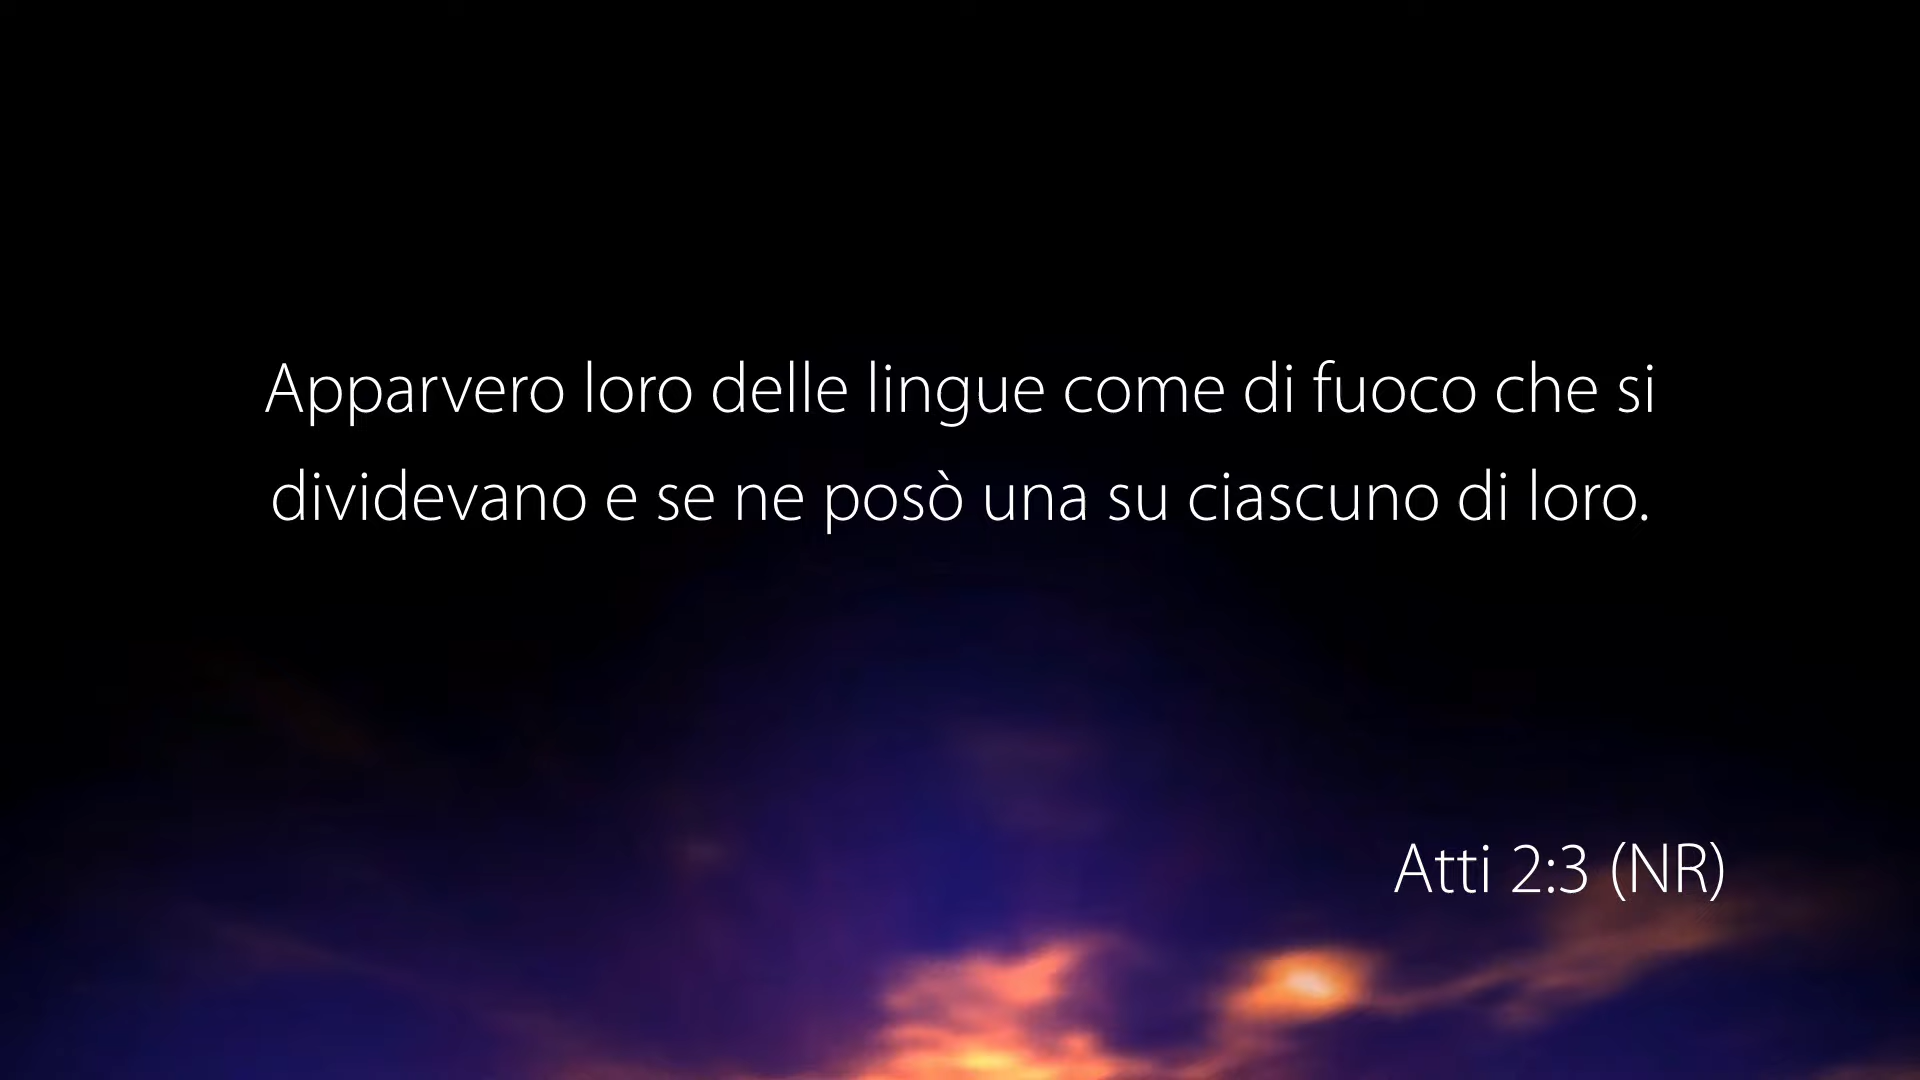 Apparvero loro delle lingue come di fuoco che si
dividevano e se ne posò una su ciascuno di loro.
Atti 2:3 (NR)